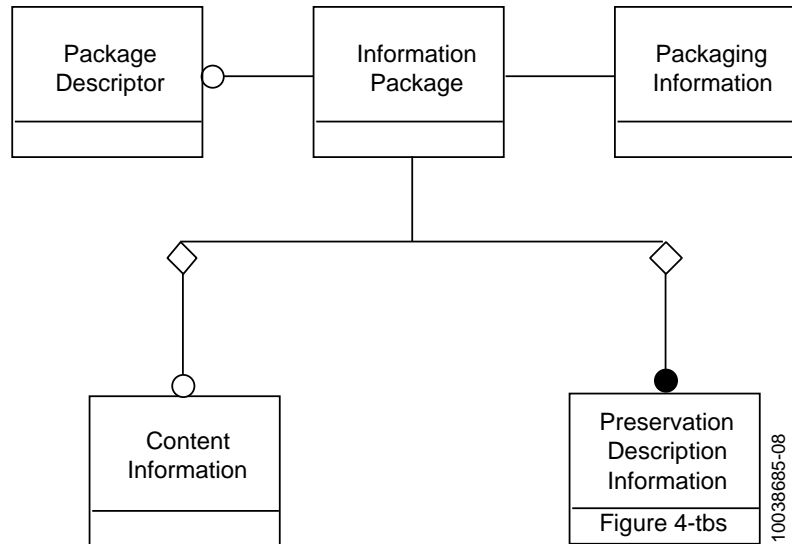 Package
Descriptor
Information
Package
Packaging
Information
Content
Information
Preservation
Description
Information
Figure 4-tbs
10038685-08